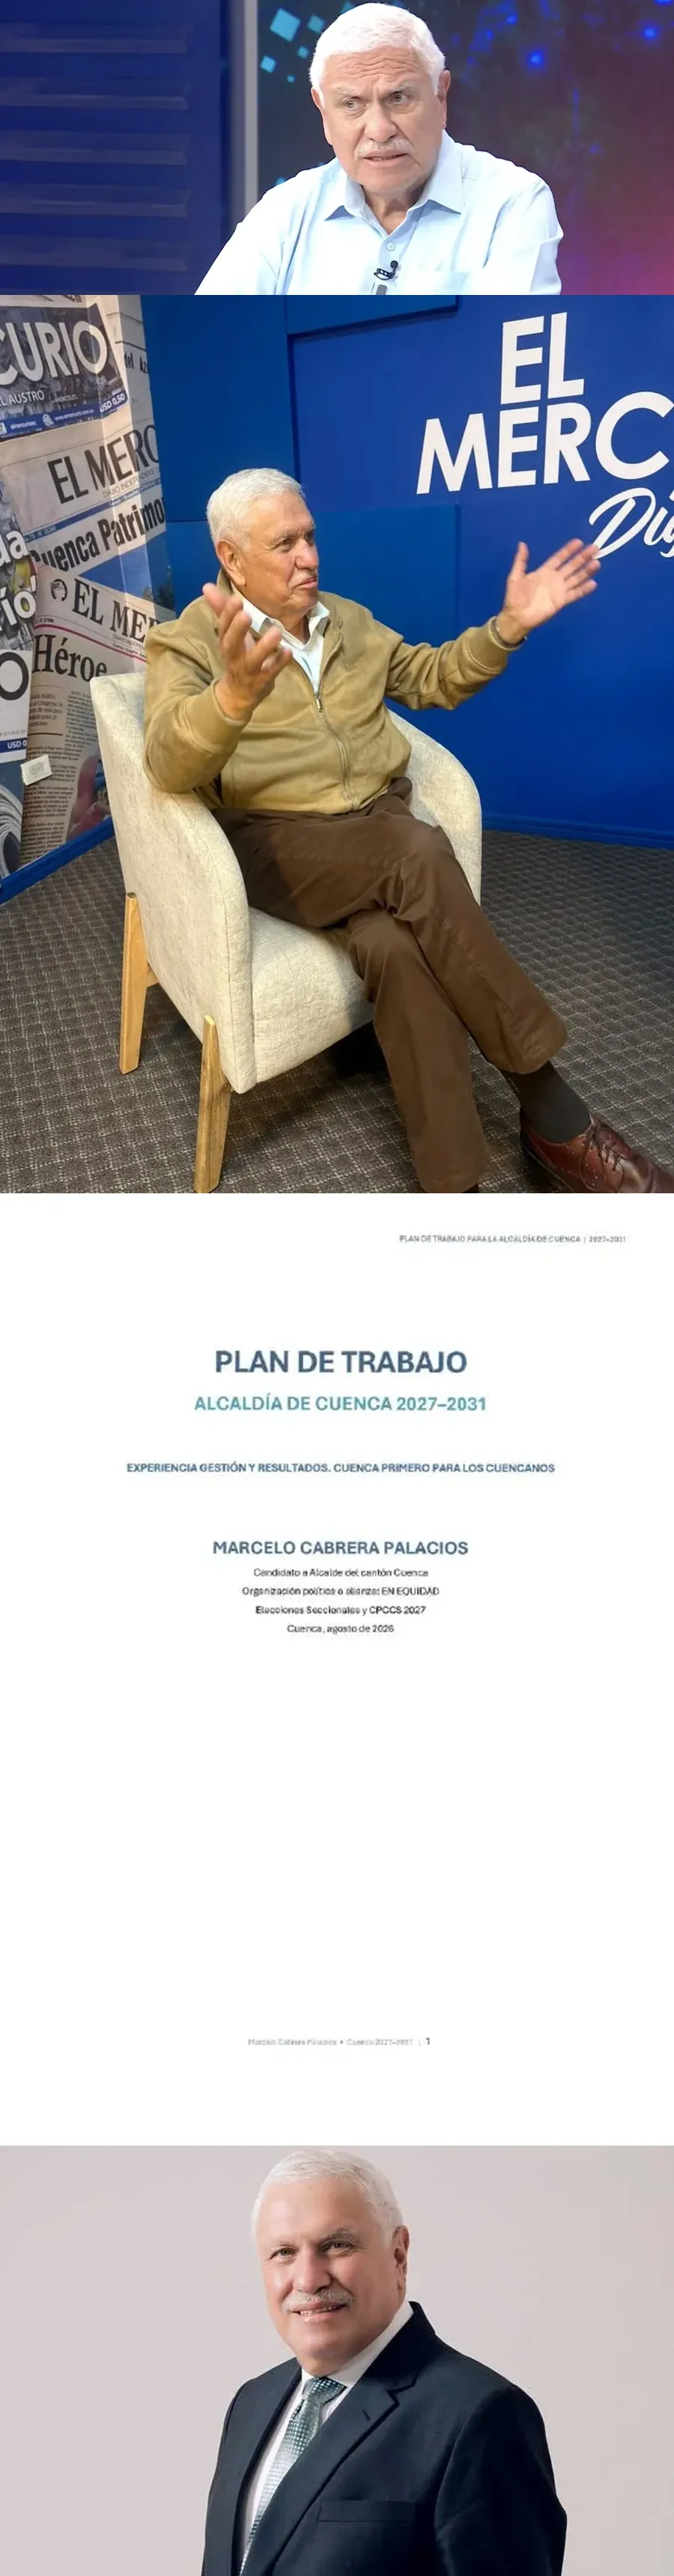 CURIO
EL AUSTRO
USD 0,50
EL MERC
Cuenca Patrimo
EL MER
Héroe
USD 0
EL
MERC
PLAN DE TRABAJO PARA LA ALCALDÍA DE CUENCA | 2027–2031
PLAN DE TRABAJO
ALCALDÍA DE CUENCA 2027–2031
EXPERIENCIA GESTIÓN Y RESULTADOS. CUENCA PRIMERO PARA LOS CUENCANOS
MARCELO CABRERA PALACIOS
Candidato a Alcalde del cantón Cuenca
Organización política o alianza: EN EQUIDAD
Elecciones Seccionales y CPCCS 2027
Cuenca, agosto de 2026
Marcelo Cabrera Palacios • Cuenca 2027–2031 | 1